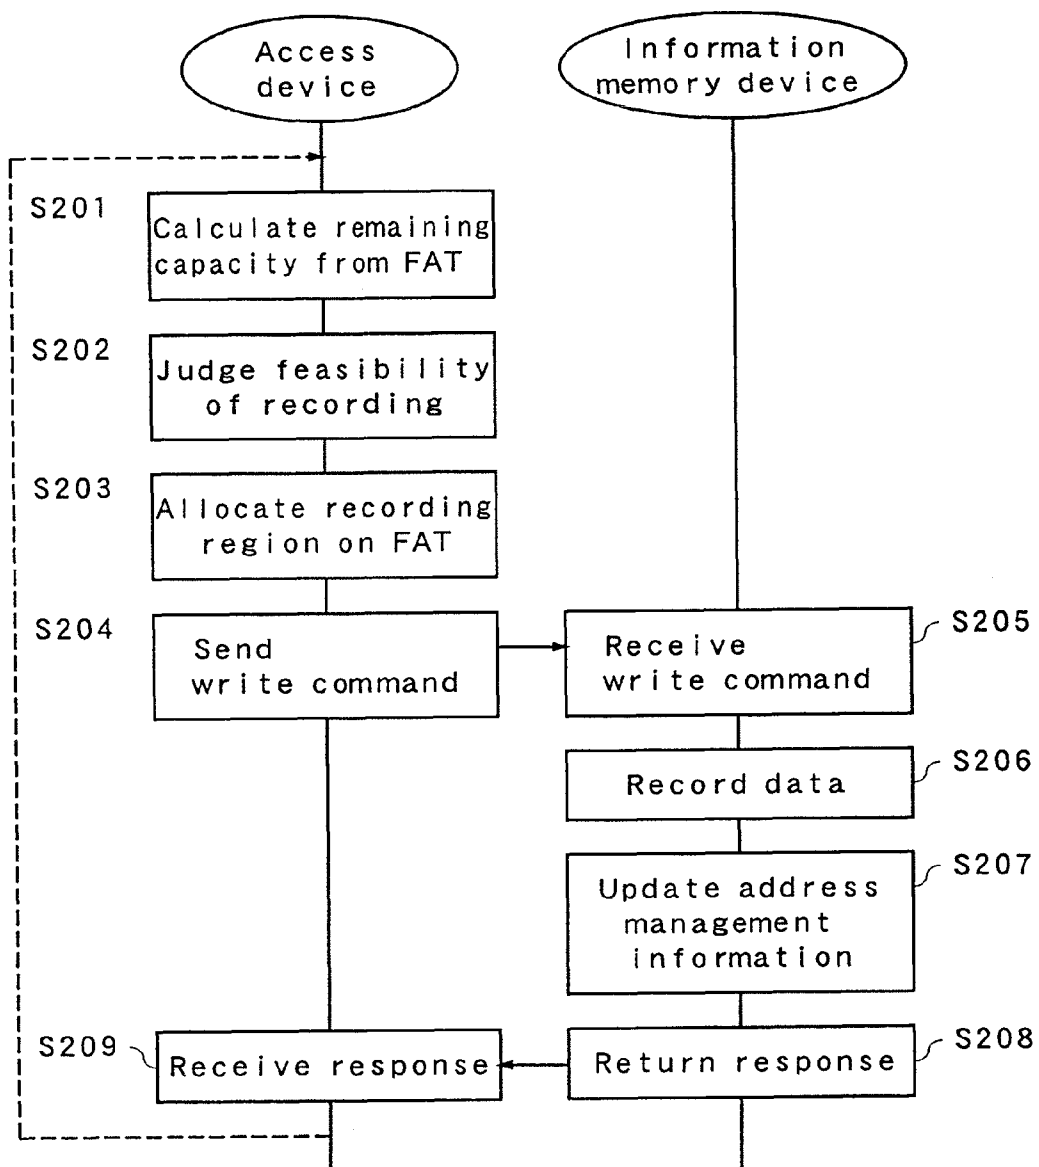 Access
device
Information
memory device
S201
Calculate remaining
capacity from FAT
S202
Judge feasibility
of recording
S203
Allocate recording
region on FAT
S204
Send
write command
Receive
write command
S205
Record data
S206
Update address
management
information
S207
S209
Receive response
Return response
S208